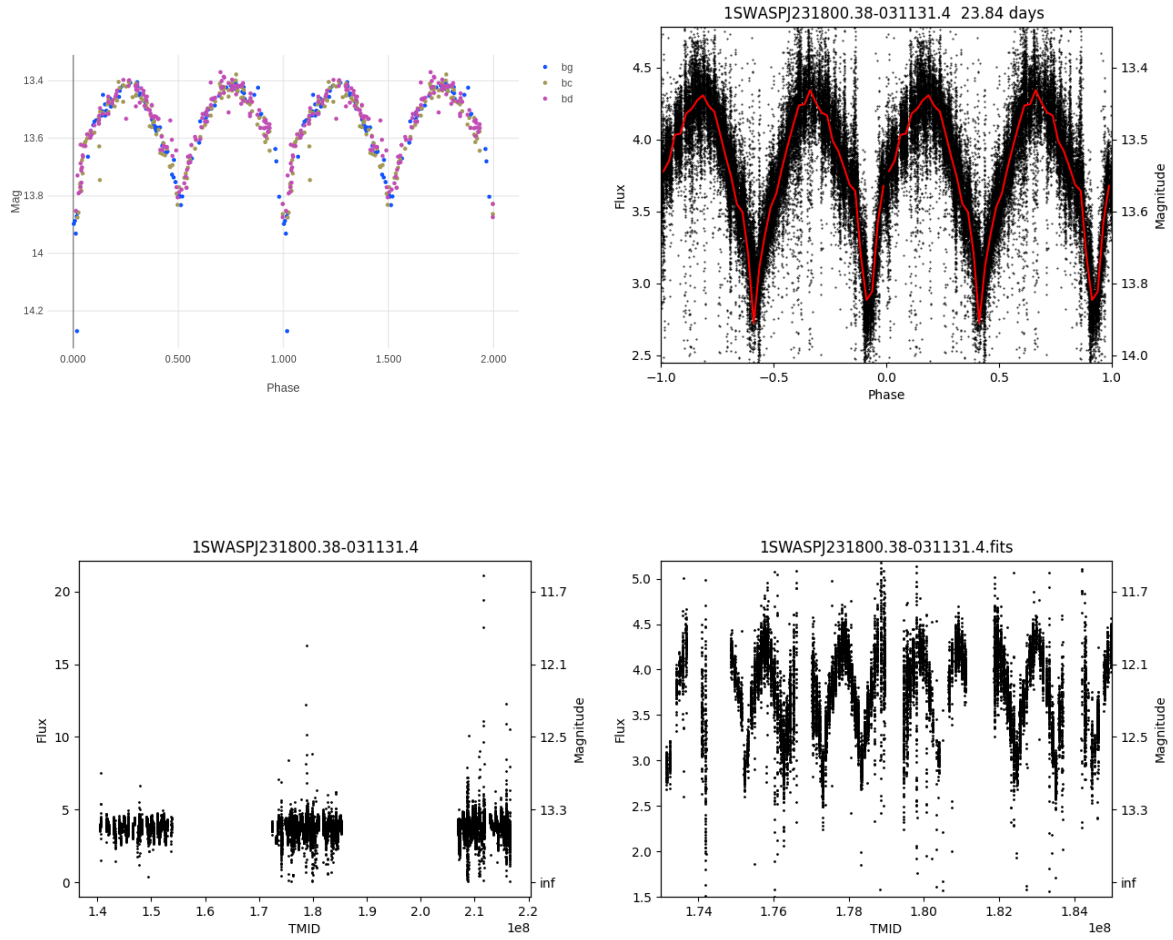 bg
bc
bd
13.4
13.6
13.8
14
14.2
Mag
0.000
0.500
1.000
1.500
2.000
Phase
1SWASPJ231800.38-031131.4  23.84 days
4.5
4.0
3.5
3.0
2.5
Flux
13.4
13.5
13.6
13.8
14.0
Magnitude
−1.0
−0.5
0.0
0.5
1.0
Phase
1SWASPJ231800.38-031131.4
20
15
10
5
0
Flux
11.7
12.1
12.5
13.3
inf
Magnitude
1.4
1.5
1.6
1.7
1.8
1.9
2.0
2.1
2.2
1e8
TMID
1SWASPJ231800.38-031131.4.fits
5.0
4.5
4.0
3.5
3.0
2.5
2.0
1.5
Flux
11.7
12.1
12.5
13.3
inf
Magnitude
1.74
1.76
1.78
1.80
1.82
1.84
1e8
TMID